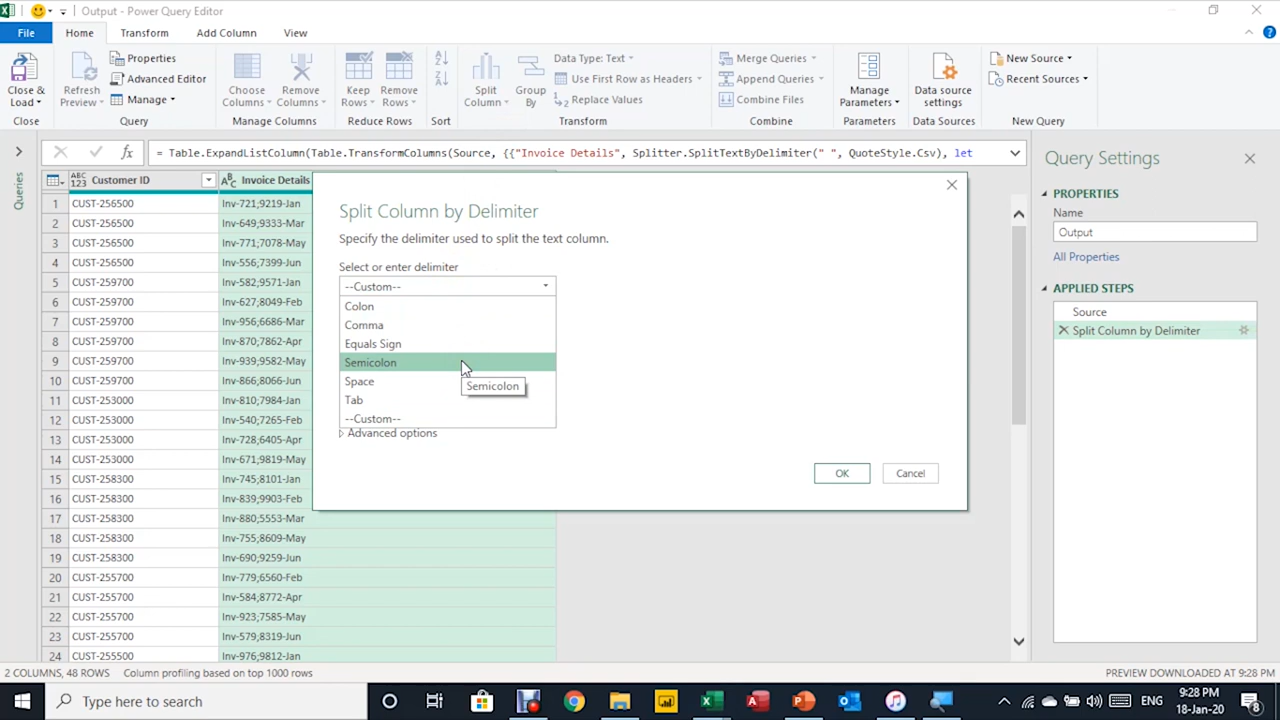 Output - Power Query Editor
File Home Transform Add Column View
Close & Load
Close
Refresh Preview
Properties
Advanced Editor
Manage
Query
Choose Columns
Remove Columns
Manage Columns
Keep Rows
Remove Rows
Reduce Rows
Sort
Split Column
Group By
Data Type: Text
Use First Row as Headers
Replace Values
Transform
Merge Queries
Append Queries
Combine Files
Combine
Manage Parameters
Parameters
Data source settings
Data Sources
New Source
Recent Sources
New Query
Queries
fx = Table.ExpandListColumn(Table.TransformColumns(Source, {{"Invoice Details", Splitter.SplitTextByDelimiter(" ", QuoteStyle.Csv), let
ABC 123 Customer ID ABC Invoice Details
1 CUST-256500 Inv-721;9219-Jan
2 CUST-256500 Inv-649;9333-Mar
3 CUST-256500 Inv-771;7078-May
4 CUST-256500 Inv-556;7399-Jun
5 CUST-259700 Inv-582;9571-Jan
6 CUST-259700 Inv-627;8049-Feb
7 CUST-259700 Inv-956;6686-Mar
8 CUST-259700 Inv-870;7862-Apr
9 CUST-259700 Inv-939;9582-May
10 CUST-259700 Inv-866;8066-Jun
11 CUST-253000 Inv-810;7984-Jan
12 CUST-253000 Inv-540;7265-Feb
13 CUST-253000 Inv-728;6405-Apr
14 CUST-253000 Inv-671;9819-May
15 CUST-258300 Inv-745;8101-Jan
16 CUST-258300 Inv-839;9903-Feb
17 CUST-258300 Inv-880;5553-Mar
18 CUST-258300 Inv-755;8609-May
19 CUST-258300 Inv-690;9259-Jun
20 CUST-255700 Inv-779;6560-Feb
21 CUST-255700 Inv-584;8772-Apr
22 CUST-255700 Inv-923;7585-May
23 CUST-255700 Inv-579;8319-Jun
24 CUST-255500 Inv-976;9812-Jan
Split Column by Delimiter
Specify the delimiter used to split the text column.
Select or enter delimiter
--Custom--
Colon
Comma
Equals Sign
Semicolon
Space
Semicolon
Tab
--Custom--
Advanced options
OK Cancel
Query Settings
PROPERTIES
Name
Output
All Properties
APPLIED STEPS
Source
Split Column by Delimiter
2 COLUMNS, 48 ROWS Column profiling based on top 1000 rows PREVIEW DOWNLOADED AT 9:28 PM
Type here to search
ENG
9:28 PM
18-Jan-20
8